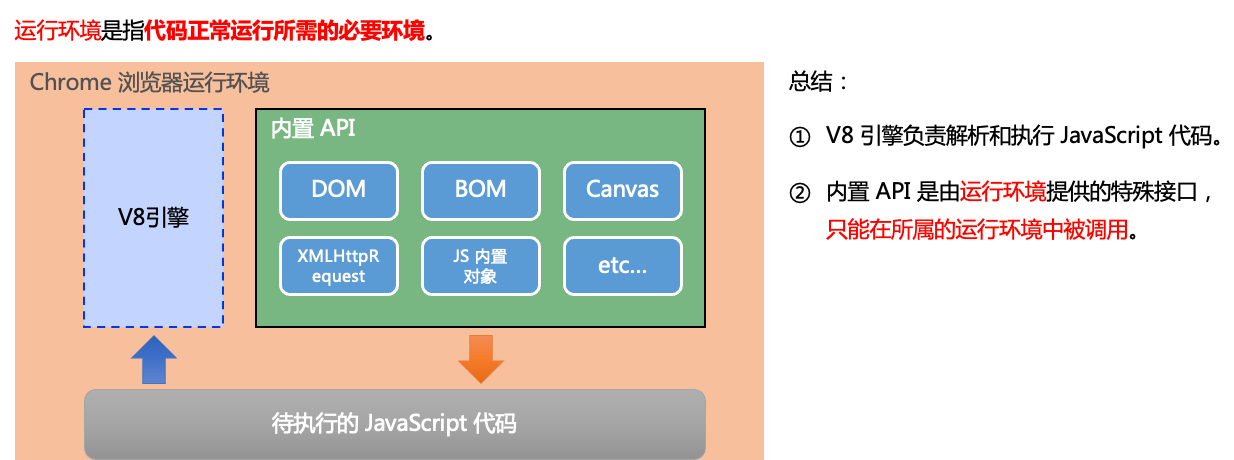 运行环境是指代码正常运行所需的必要环境。
Chrome 浏览器运行环境
V8引擎
内置 API
DOM
BOM
Canvas
XMLHttpR
equest
JS 内置
对象
etc...
待执行的 JavaScript 代码
总结：
① V8 引擎负责解析和执行 JavaScript 代码。
② 内置 API 是由运行环境提供的特殊接口，
只能在所属的运行环境中被调用。